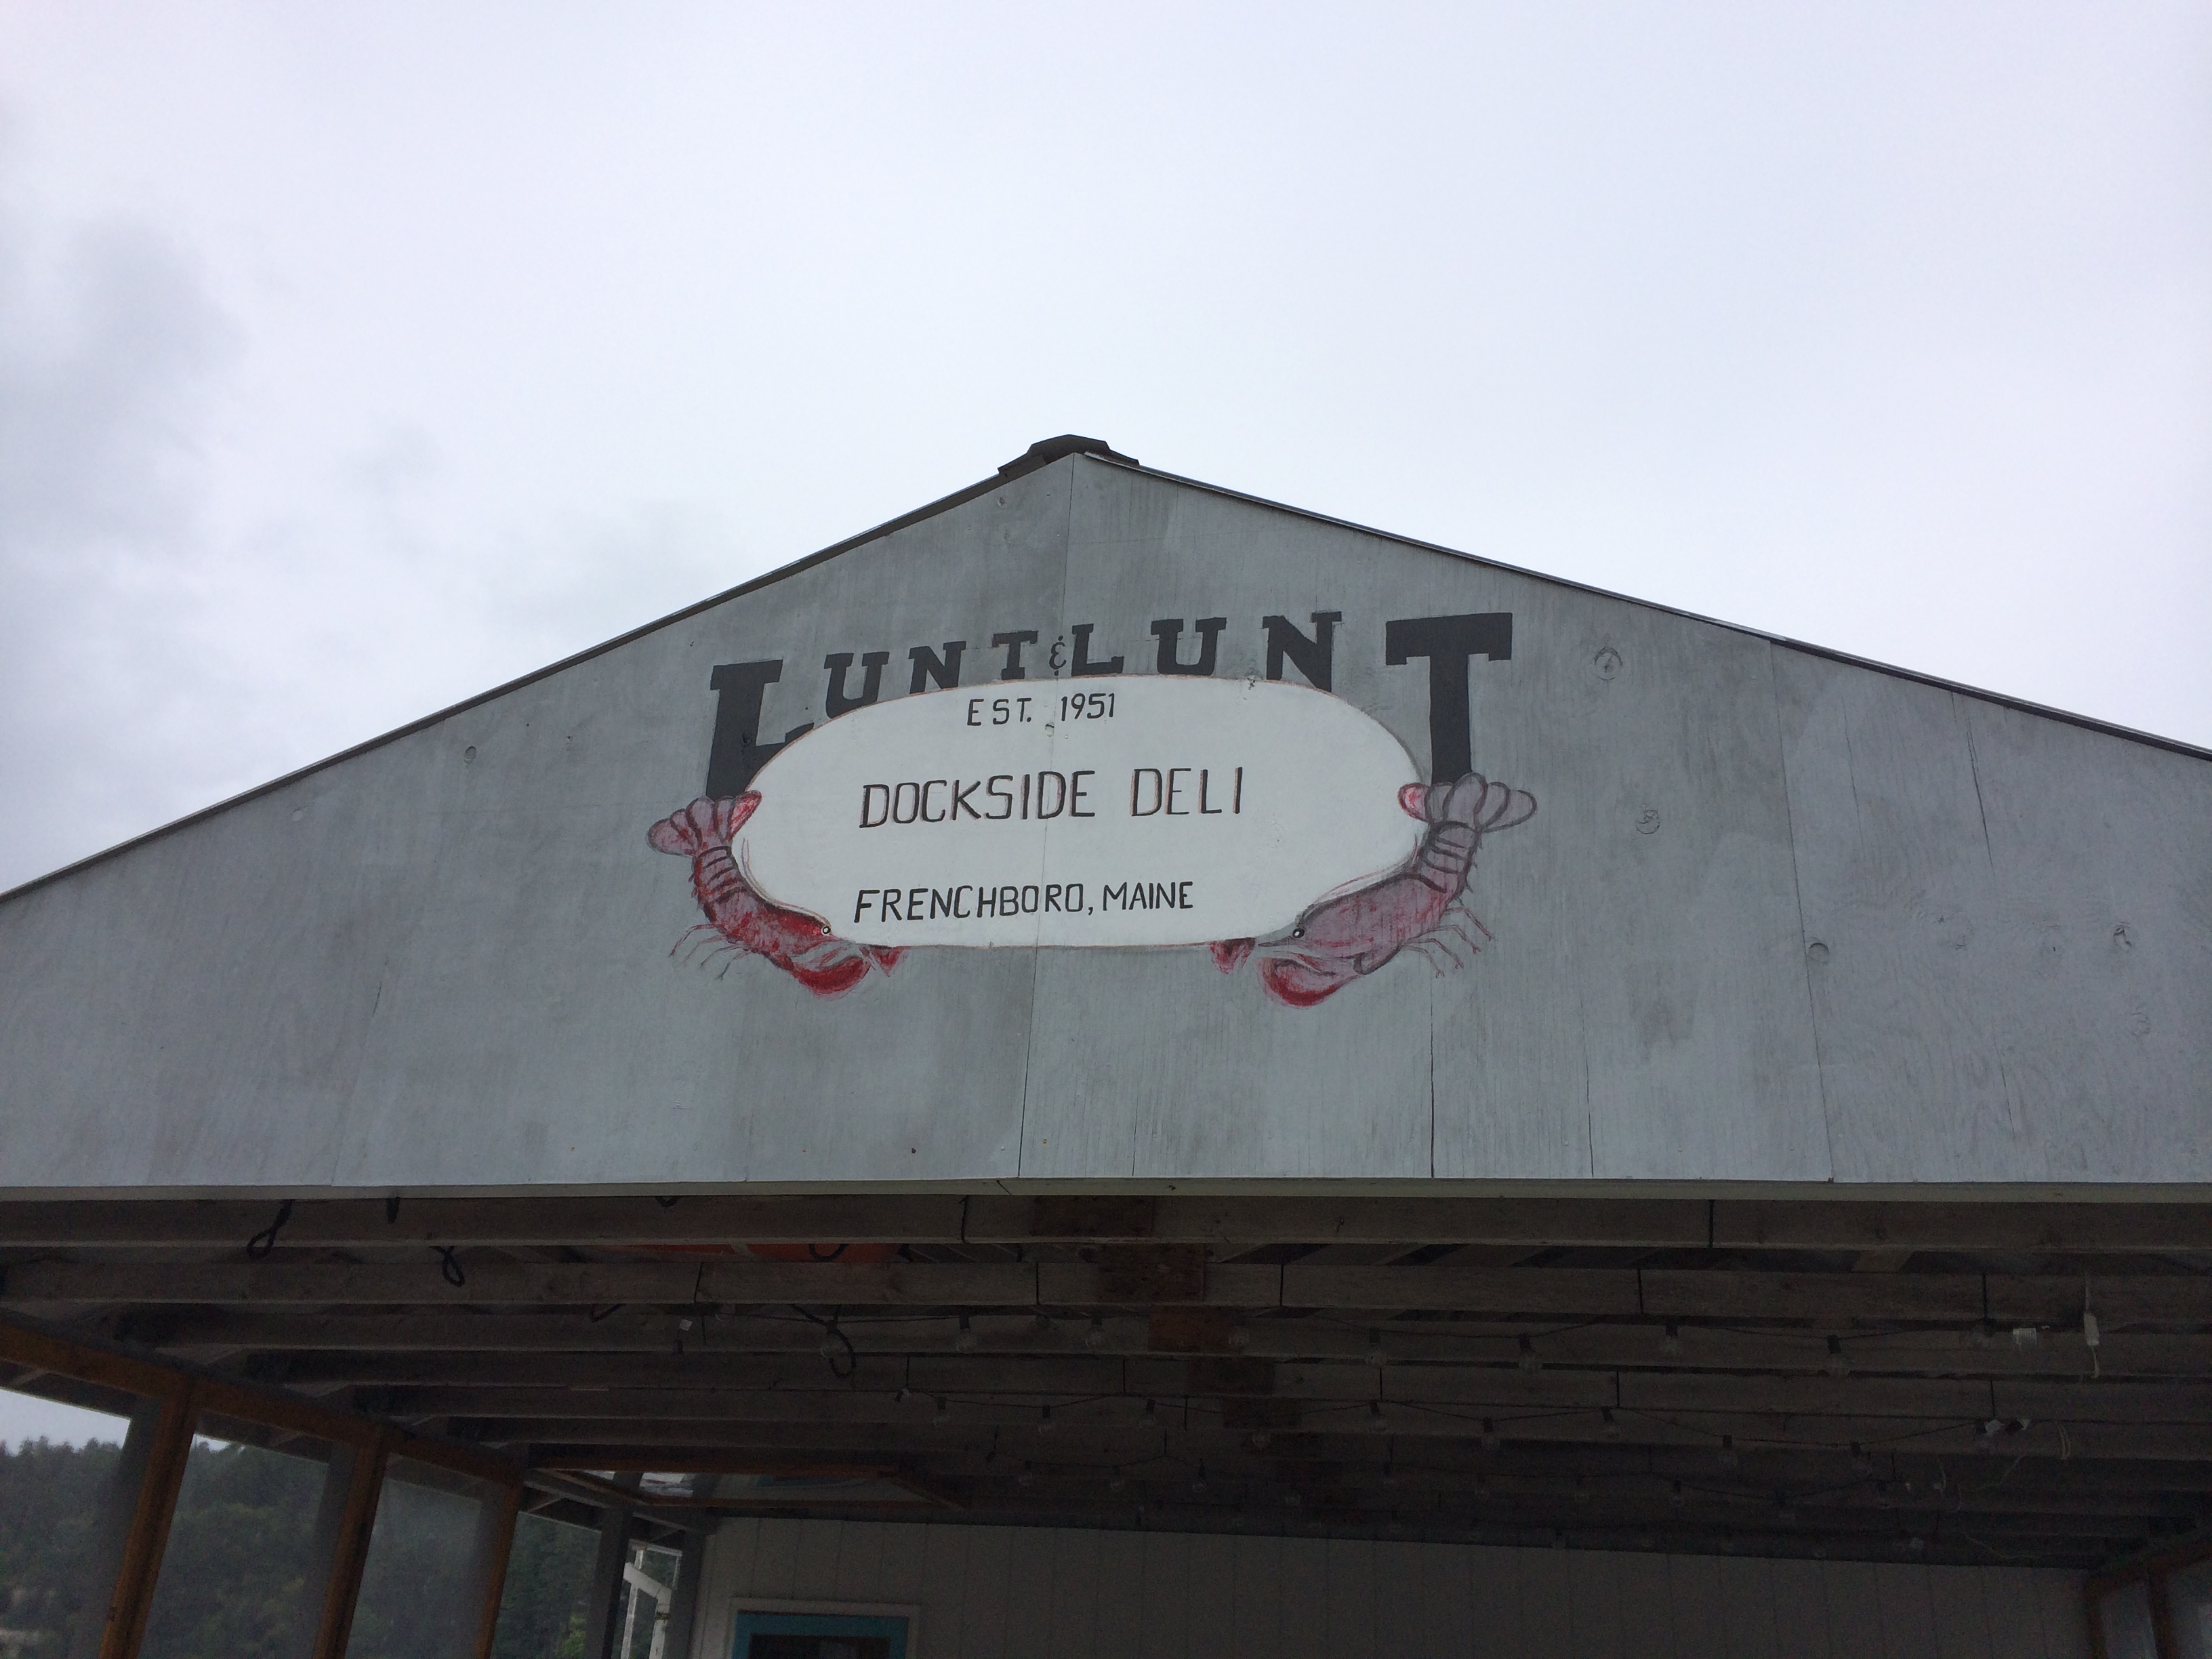 LUNT & LUNT
EST. 1951
DOCKSIDE DELI
FRENCHBORO, MAINE